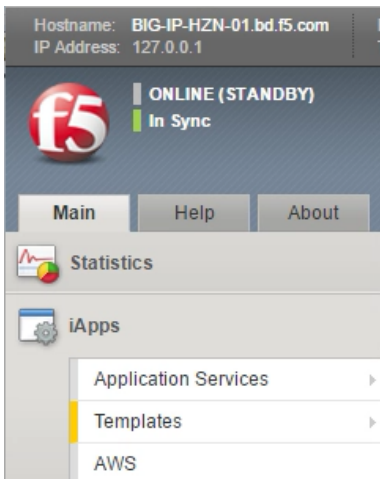 Hostname: BIG-IP-HZN-01.bd.f5.com
IP Address: 127.0.0.1
f5
ONLINE (STANDBY)
In Sync
Main Help About
Statistics
iApps
Application Services
Templates
AWS